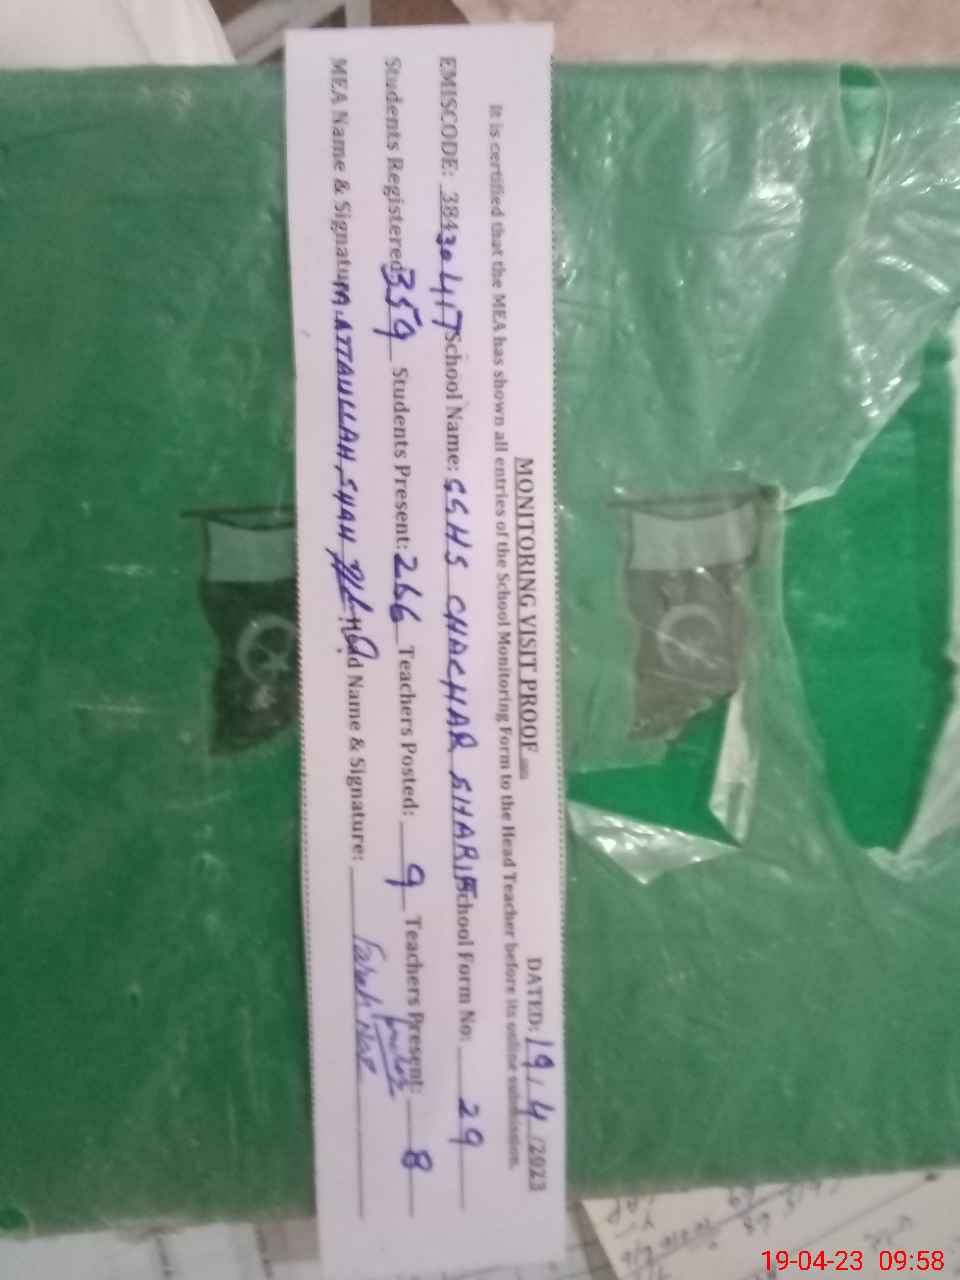 MONITORING VISIT PROOF
DATED: 19/4/2023
It is certified that the MEA has shown all entries of the School Monitoring Form to the Head Teacher before its online submission.
EMISCODE: 38430417 School Name: GGHS CHACHAR SHARIF School Form No: 29
Students Registered 359 Students Present: 266 Teachers Posted: 9 Teachers Present: 8
MEA Name & Signature M.ATTAULLAH SHAH Head Name & Signature: Farah Naz
19-04-23 09:58